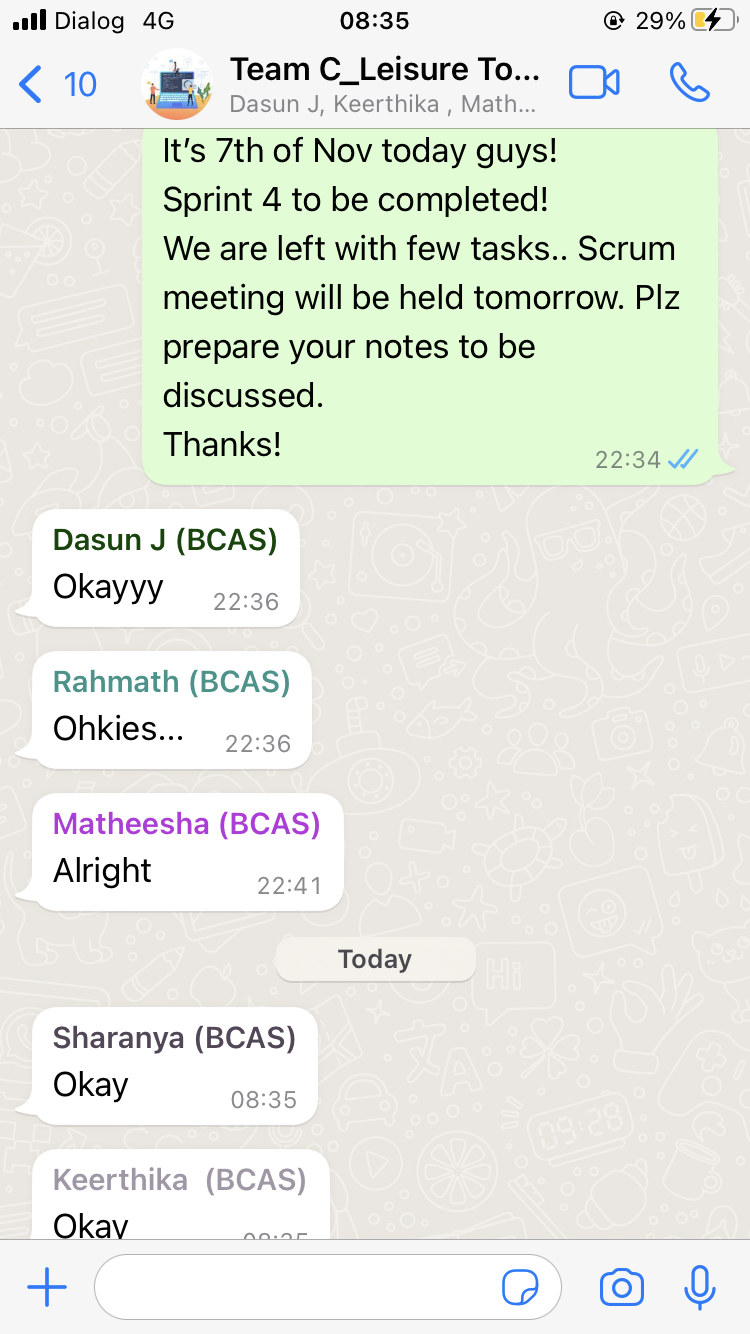 Dialog 4G 08:35 29%
10 Team C_Leisure To...
Dasun J, Keerthika , Math...
It's 7th of Nov today guys!
Sprint 4 to be completed!
We are left with few tasks.. Scrum
meeting will be held tomorrow. Plz
prepare your notes to be
discussed.
Thanks!
22:34
Dasun J (BCAS)
Okayyy 22:36
Rahmath (BCAS)
Ohkies... 22:36
Matheesha (BCAS)
Alright 22:41
Today
Sharanya (BCAS)
Okay 08:35
Keerthika (BCAS)
Okay 08:35